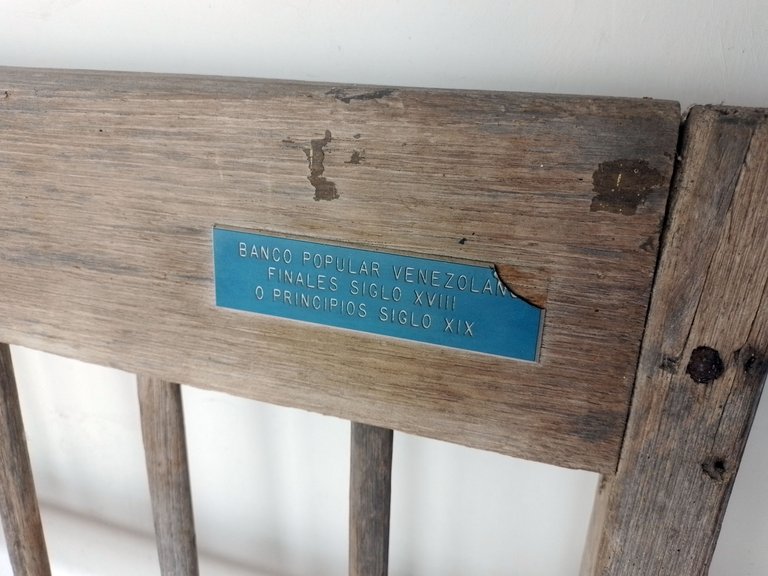 BANCO POPULAR VENEZOLANO
FINALES SIGLO XVIII
O PRINCIPIOS SIGLO XIX